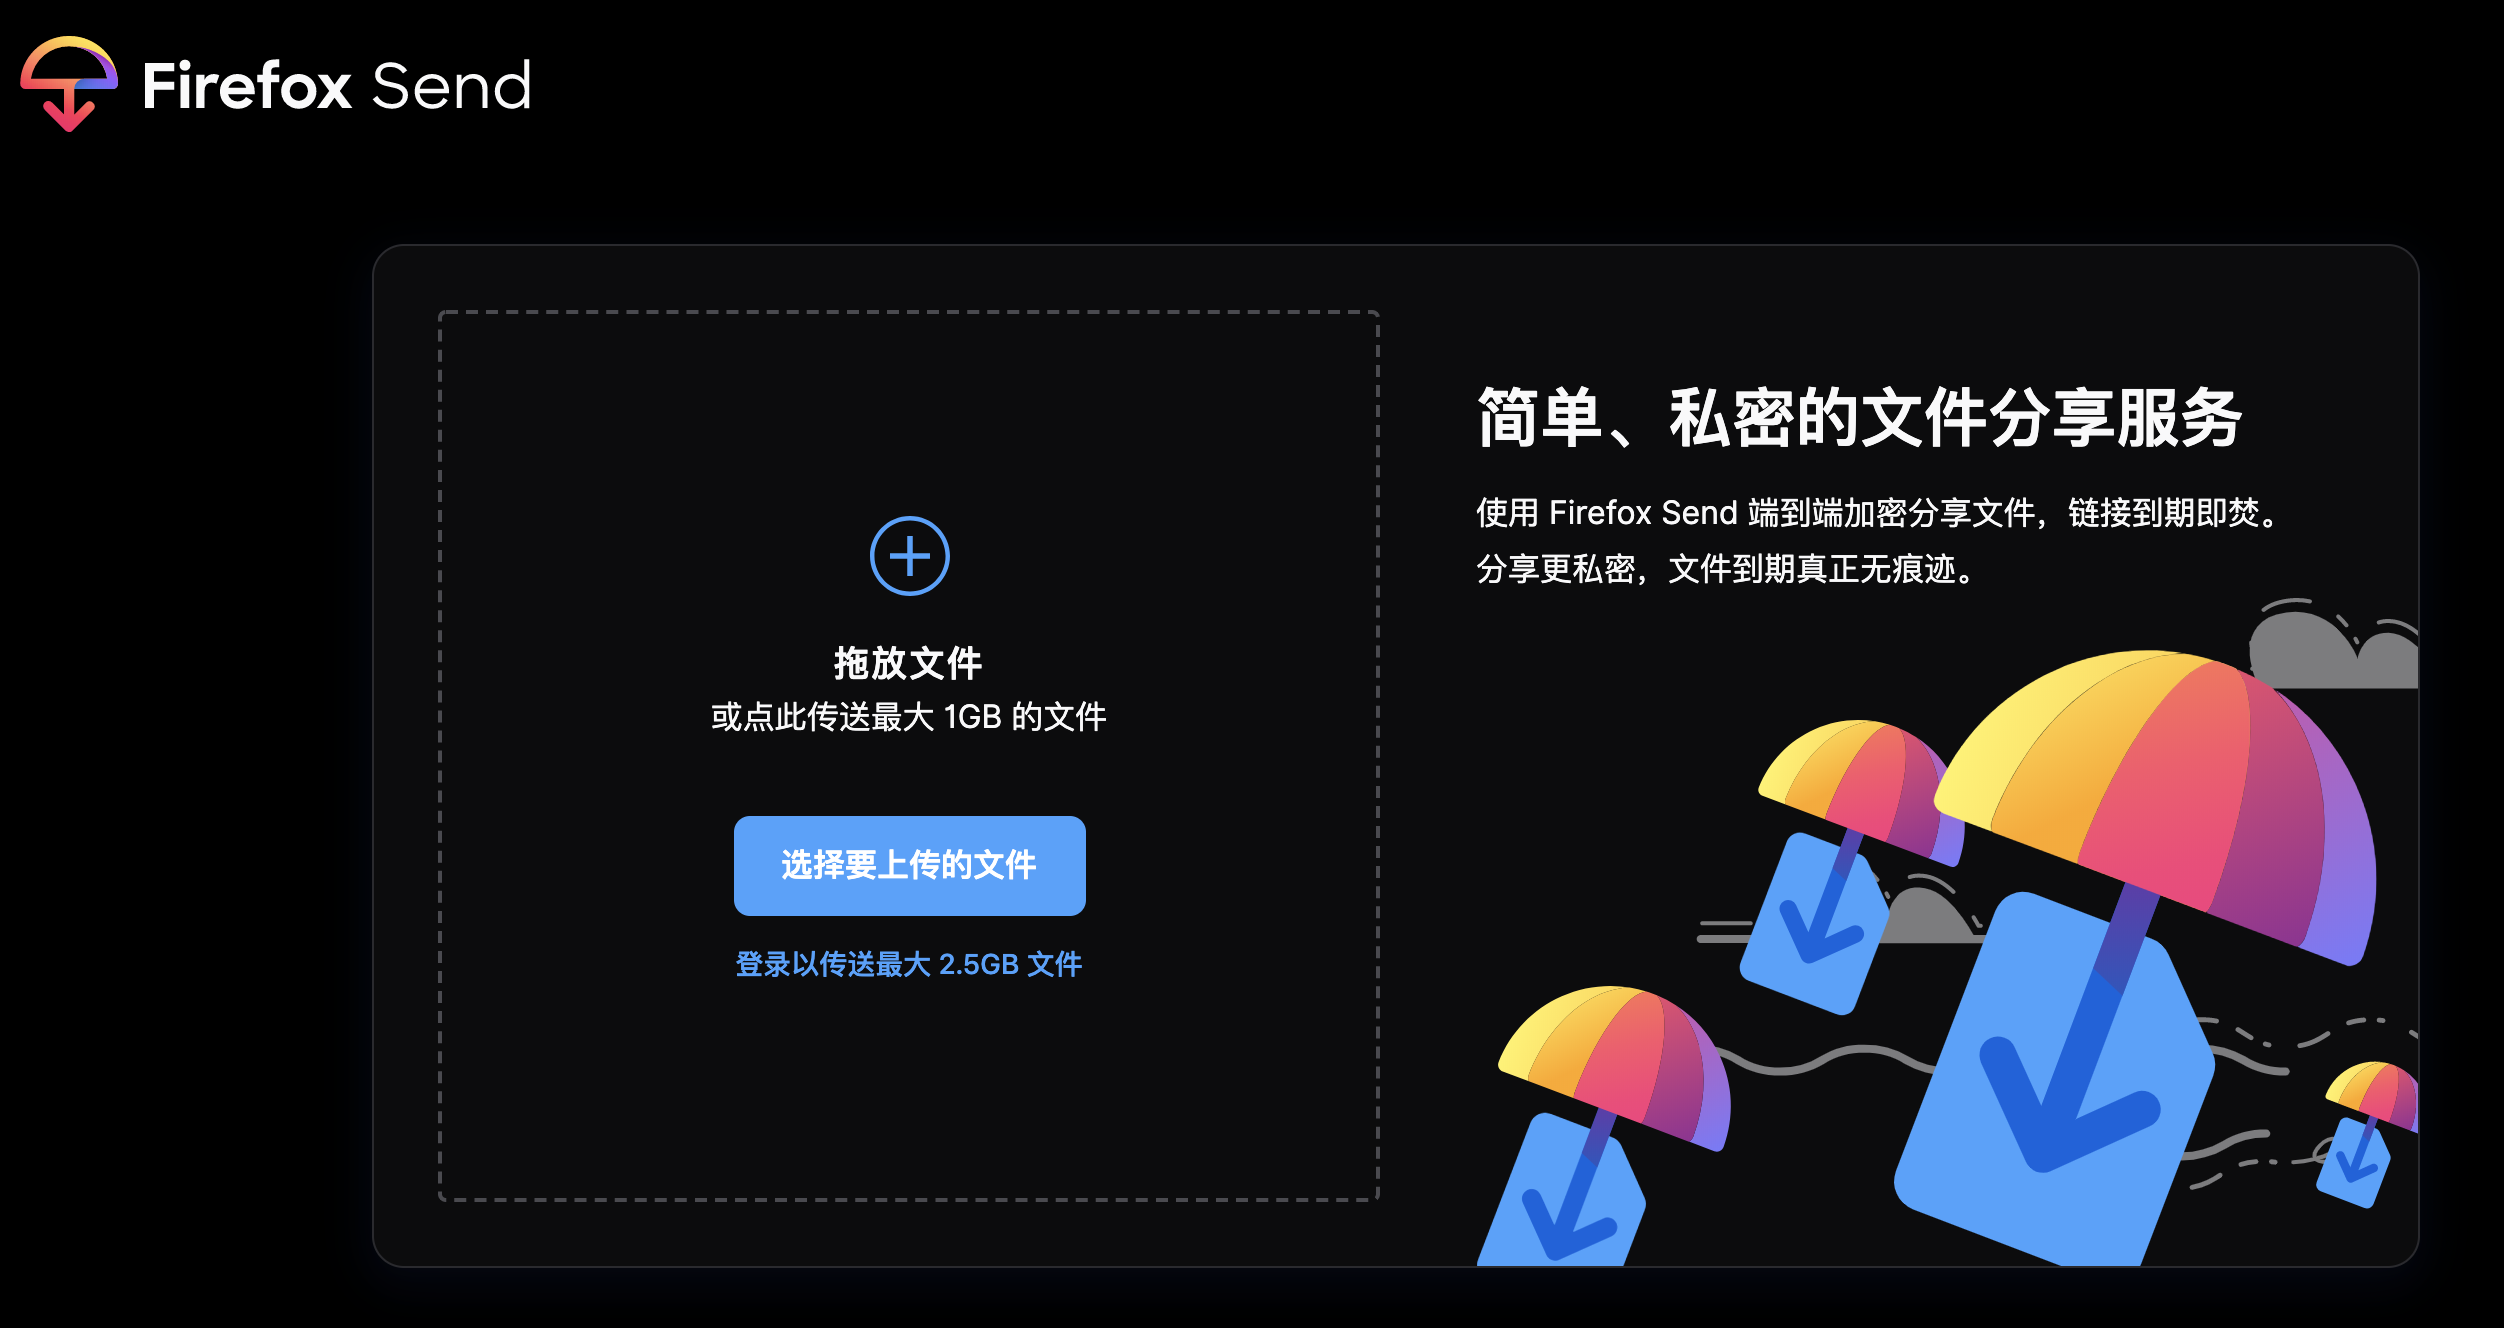 Firefox Send
拖放文件
或点此传送最大 1GB 的文件
选择要上传的文件
登录以传送最大 2.5GB 文件
简单、私密的文件分享服务
使用 Firefox Send 端到端加密分享文件，链接到期即焚。
分享更私密，文件到期真正无痕迹。